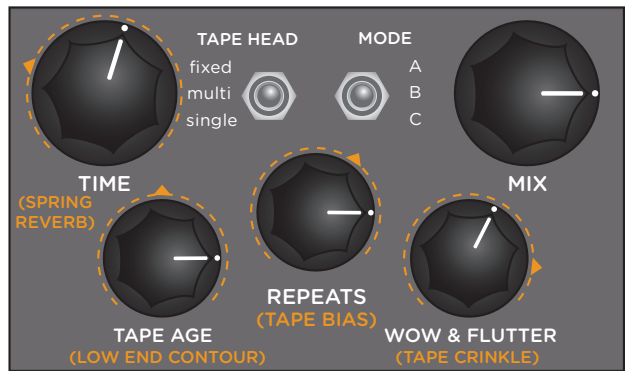 TAPE HEAD
MODE
fixed
multi
single
A
B
C
TIME
(SPRING
REVERB)
MIX
REPEATS
(TAPE BIAS)
TAPE AGE
(LOW END CONTOUR)
WOW & FLUTTER
(TAPE CRINKLE)